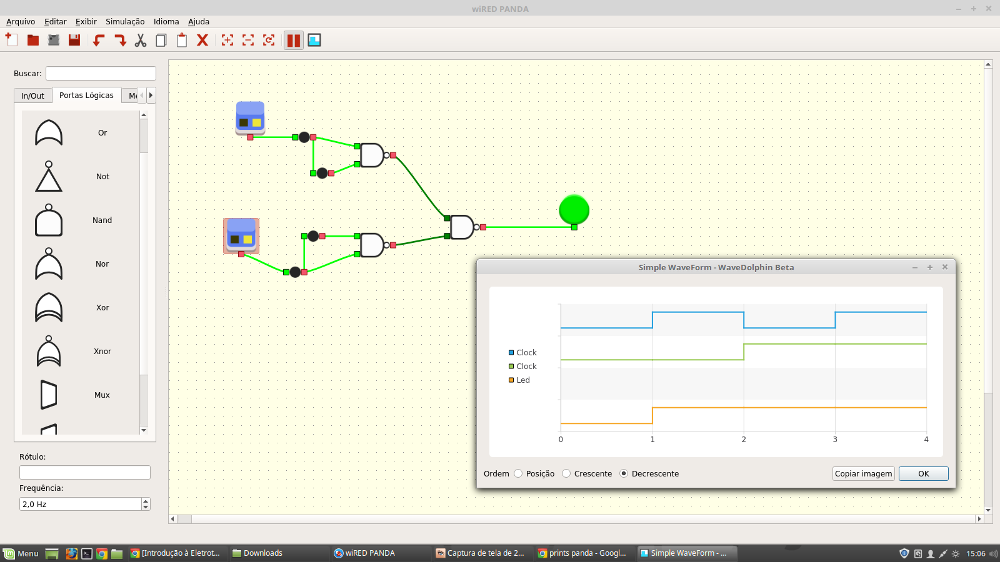 wiRED PANDA
Arquivo Editar Exibir Simulação Idioma Ajuda
Buscar:
In/Out Portas Lógicas
Or
Not
Nand
Nor
Xor
Xnor
Mux
Rótulo:
Frequência:
2,0 Hz
Simple WaveForm - WaveDolphin Beta
Clock
Clock
Led
0 1 2 3 4
Ordem Posição Crescente Decrescente Copiar imagem OK
Menu [Introdução à Eletrot... Downloads wiRED PANDA Captura de tela de 2... prints panda - Googl... Simple WaveForm - ... 15:06